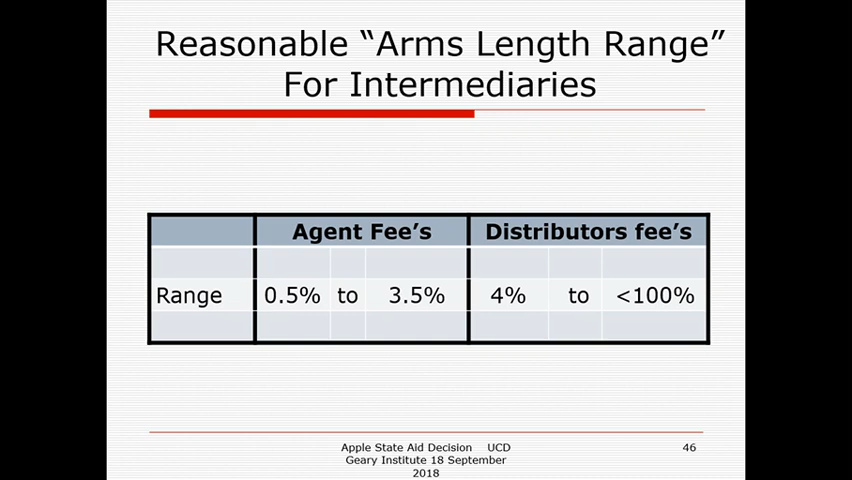 Reasonable “Arms Length Range”
For Intermediaries
Agent Fee’s Distributors fee’s
Range 0.5% to 3.5% 4% to <100%
Apple State Aid Decision UCD
Geary Institute 18 September
2018
46